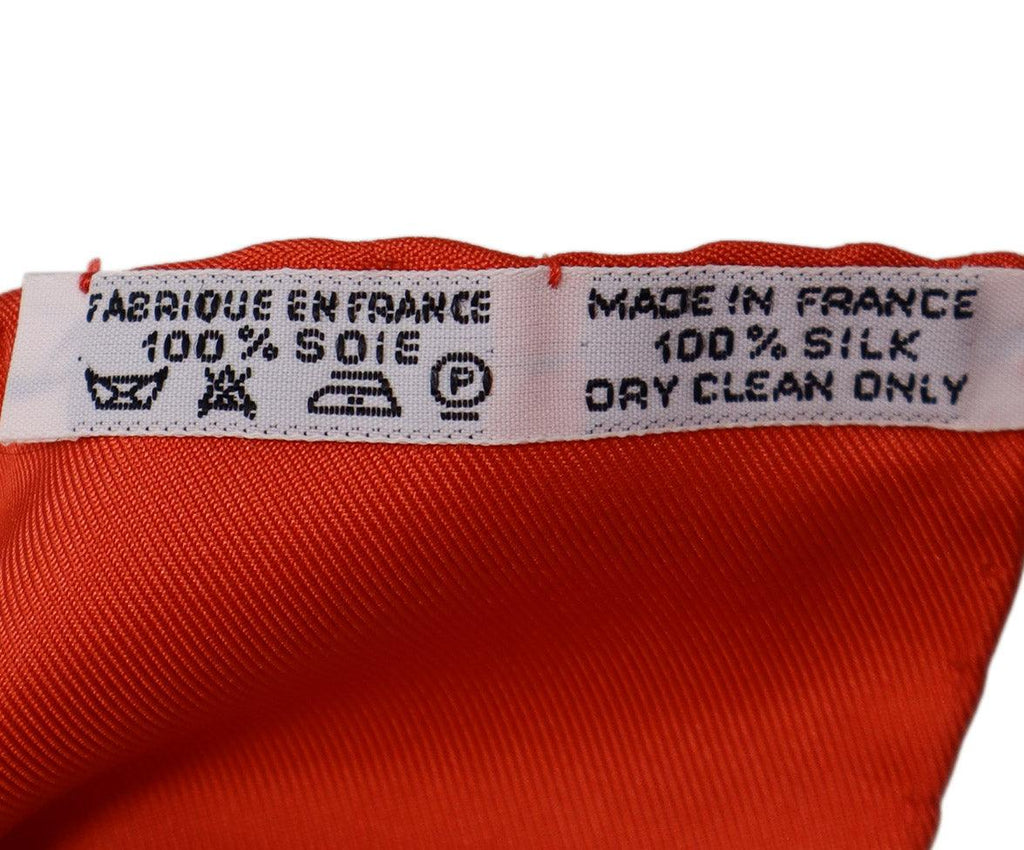 FABRIQUE EN FRANCE
100% SOIE
P
MADE IN FRANCE
100% SILK
DRY CLEAN ONLY